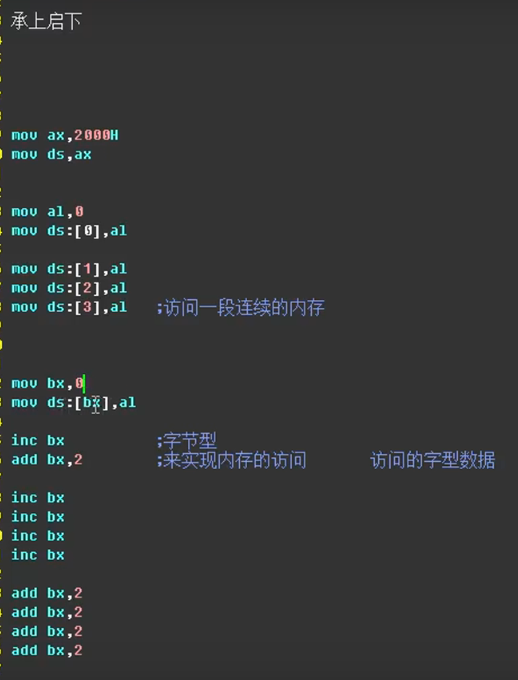 承上启下
mov ax,2000H
mov ds,ax
mov al,0
mov ds:[0],al
mov ds:[1],al
mov ds:[2],al
mov ds:[3],al ;访问一段连续的内存
mov bx,0
mov ds:[bx],al
inc bx ;字节型
add bx,2 ;来实现内存的访问 访问的字型数据
inc bx
inc bx
inc bx
inc bx
add bx,2
add bx,2
add bx,2
add bx,2